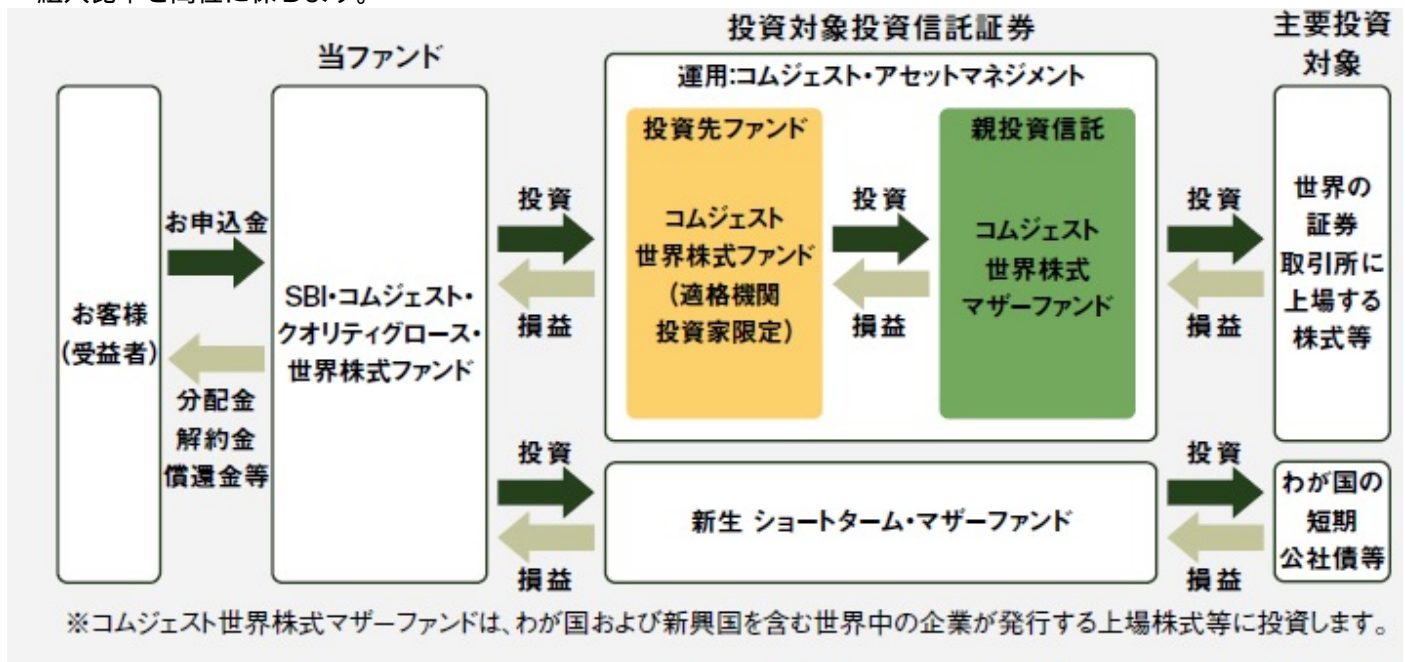 組入比率を高位に保ちます。
投資対象投資信託証券
主要投資
対象
当ファンド
運用:コムジェスト・アセットマネジメント
投資先ファンド
親投資信託
お客様
(受益者)
お申込金
分配金
解約金
償還金等
SBI・コムジェスト・
クオリティグロース・
世界株式ファンド
投資
損益
コムジェスト
世界株式ファンド
(適格機関
投資家限定)
投資
損益
コムジェスト
世界株式
マザーファンド
投資
損益
世界の
証券
取引所に
上場する
株式等
投資
損益
新生 ショートターム・マザーファンド
投資
損益
わが国の
短期
公社債等
※コムジェスト世界株式マザーファンドは、わが国および新興国を含む世界中の企業が発行する上場株式等に投資します。